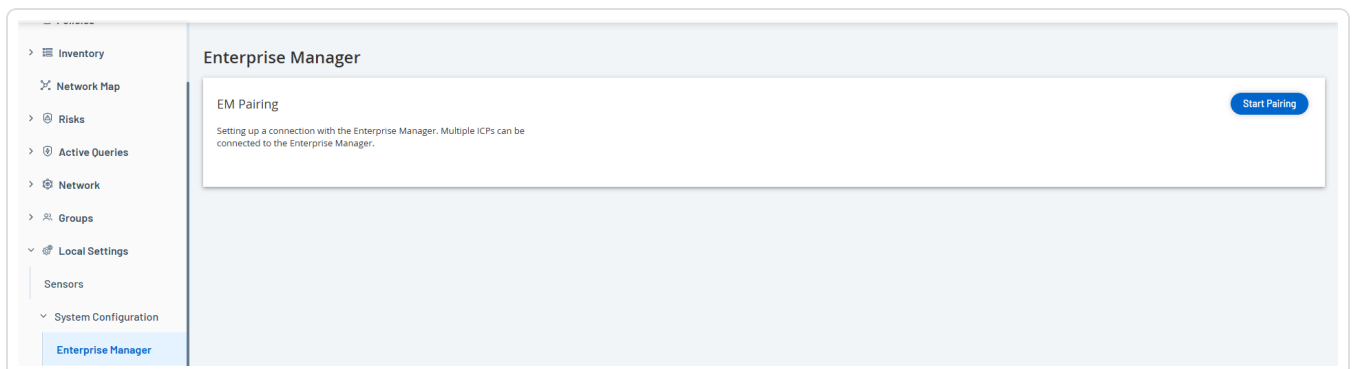 Policies
Inventory
Network Map
Risks
Active Queries
Network
Groups
Local Settings
Sensors
System Configuration
Enterprise Manager
Enterprise Manager
EM Pairing
Start Pairing
Setting up a connection with the Enterprise Manager. Multiple ICPs can be
connected to the Enterprise Manager.